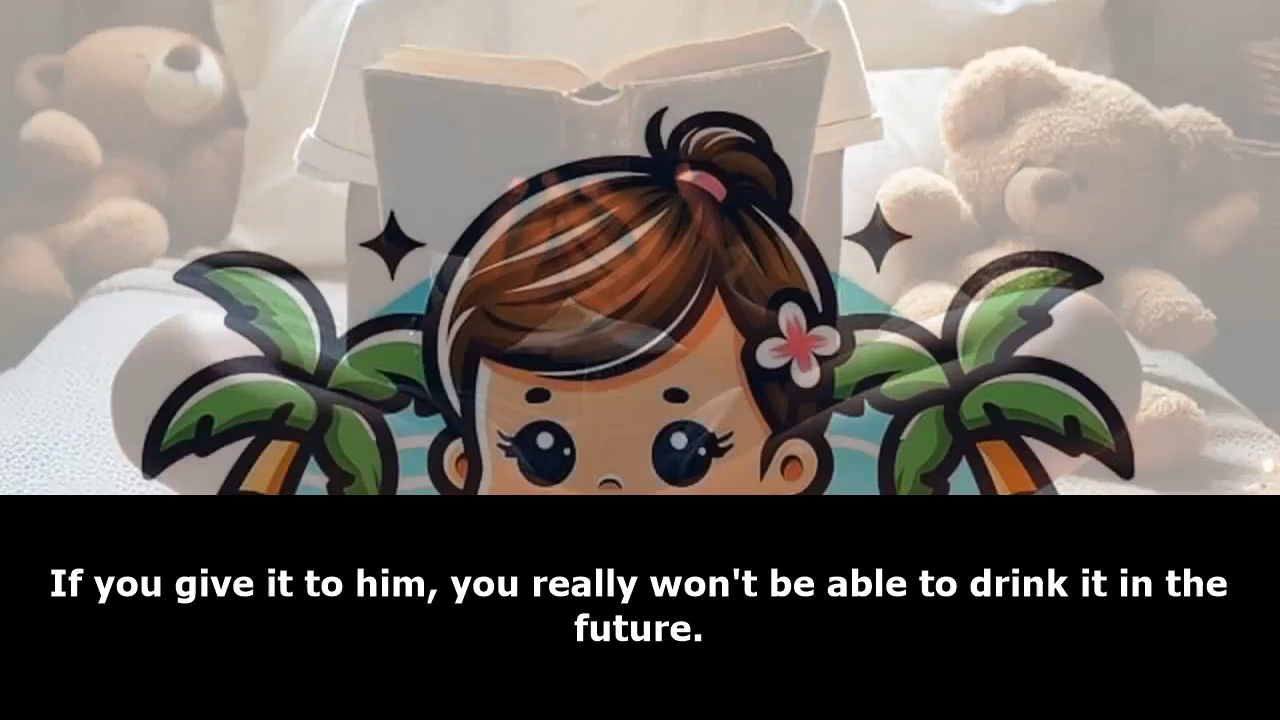 If you give it to him, you really won't be able to drink it in the
future.